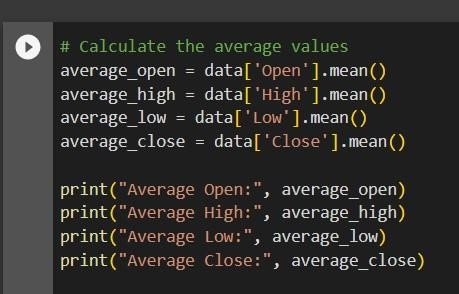 # Calculate the average values
average_open = data['Open'].mean()
average_high = data['High'].mean()
average_low = data['Low'].mean()
average_close = data['Close'].mean()
print("Average Open:", average_open)
print("Average High:", average_high)
print("Average Low:", average_low)
print("Average Close:", average_close)